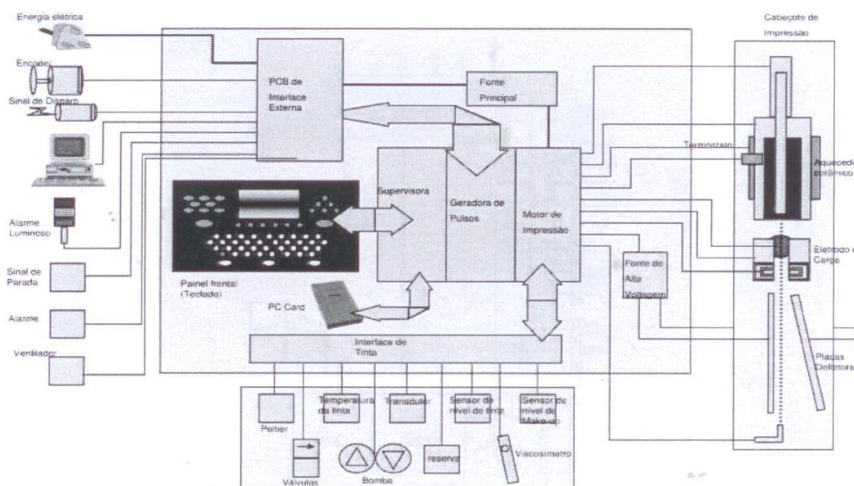 Energia elétrica
Encoder
Sinal de Disparo
Alarme
Luminoso
Sinal de
Parada
Alarme
Ventilador
PCB de
Interface
Externa
Fonte
Principal
Supervisora
Geradora de
Pulsos
Motor de
Impressão
Painel frontal
(Teclado)
PC Card
Interface de
Tinta
Fonte de
Alta
Voltagem
Cabeçote de
Impressão
Termostato
Aquecedor
cerâmico
Eletrodo
Carga
Placas
Defletora
Peltier
Válvulas
Temperatura
da tinta
Bomba
Transdutor
reserva
Sensor de
nível de tinta
Viscosímetro
Sensor de
nível de
Make-up